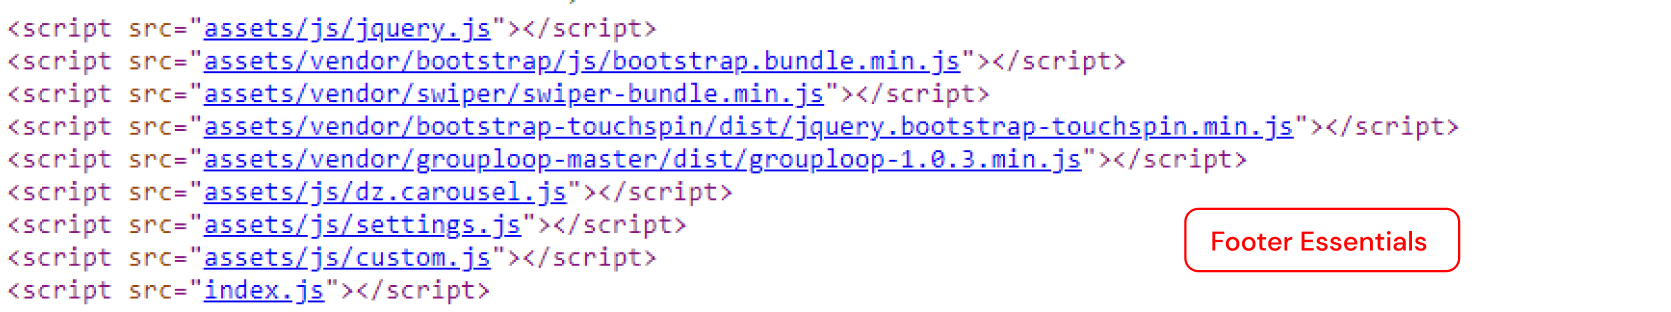 <script src="assets/js/jquery.js"></script>
<script src="assets/vendor/bootstrap/js/bootstrap.bundle.min.js"></script>
<script src="assets/vendor/swiper/swiper-bundle.min.js"></script>
<script src="assets/vendor/bootstrap-touchspin/dist/jquery.bootstrap-touchspin.min.js"></script>
<script src="assets/vendor/grouploop-master/dist/grouploop-1.0.3.min.js"></script>
<script src="assets/js/dz.carousel.js"></script>
<script src="assets/js/settings.js"></script>
<script src="assets/js/custom.js"></script>
<script src="index.js"></script>
Footer Essentials